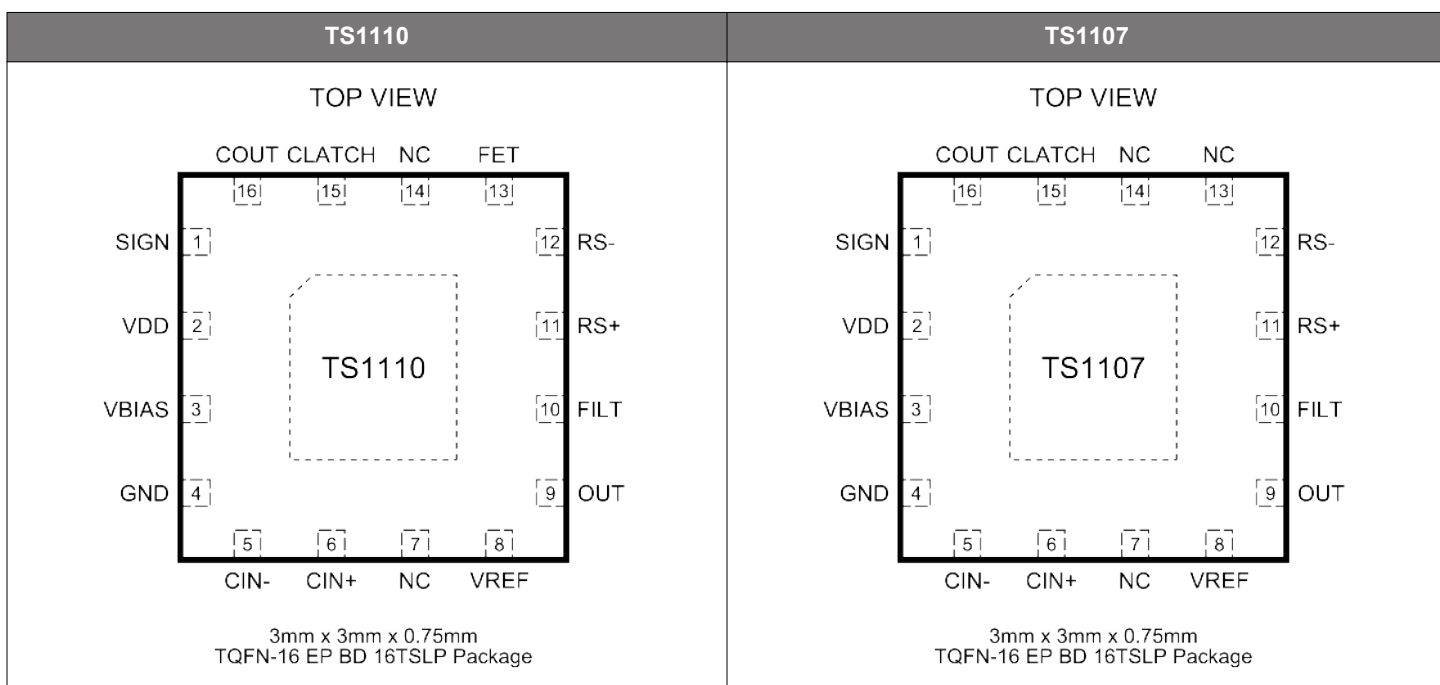 TS1110
TOP VIEW
COUT CLATCH NC FET
16 15 14 13
SIGN 1 12 RS-
VDD 2 11 RS+
TS1110
VBIAS 3 10 FILT
GND 4 9 OUT
5 6 7 8
CIN- CIN+ NC VREF
3mm x 3mm x 0.75mm
TQFN-16 EP BD 16TSLP Package
TS1107
TOP VIEW
COUT CLATCH NC NC
16 15 14 13
SIGN 1 12 RS-
VDD 2 11 RS+
TS1107
VBIAS 3 10 FILT
GND 4 9 OUT
5 6 7 8
CIN- CIN+ NC VREF
3mm x 3mm x 0.75mm
TQFN-16 EP BD 16TSLP Package